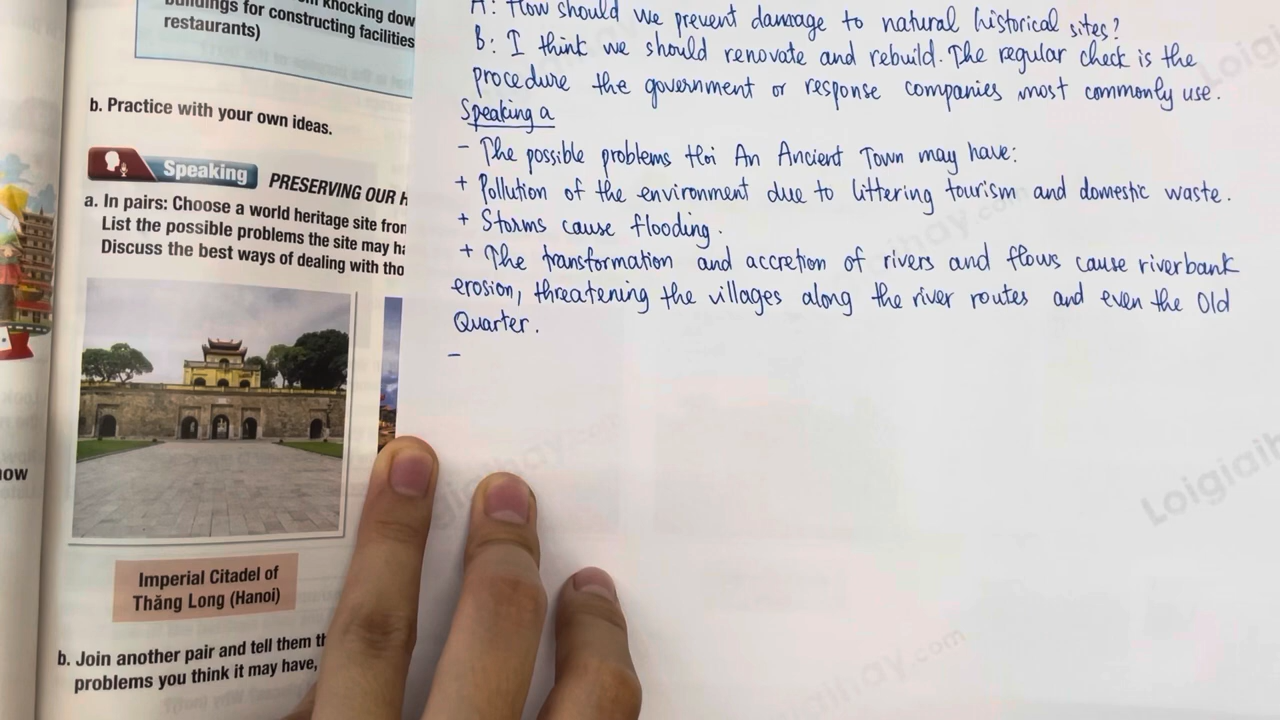 knocking dow
buildings for constructing facilities
restaurants)
b. Practice with your own ideas.
Speaking
PRESERVING OUR H
a. In pairs: Choose a world heritage site from
List the possible problems the site may ha
Discuss the best ways of dealing with tho
Imperial Citadel of
Thăng Long (Hanoi)
b. Join another pair and tell them th
problems you think it may have,
A: How should we prevent damage to natural historical sites?
B: I think we should renovate and rebuild. The regular check is the
procedure the government or response companies most commonly use.
Speaking a
- The possible problems Hoi An Ancient Town may have:
+ Pollution of the environment due to littering tourism and domestic waste.
+ Storms cause flooding.
+ The transformation and accretion of rivers and flows cause riverbank
erosion, threatening the villages along the river routes and even the Old
Quarter.
-
Loigiaihay.com